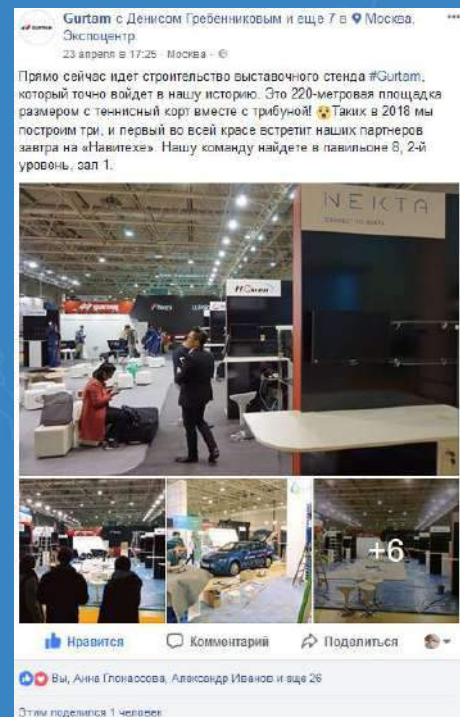 Gurtam с Денисом Гребенниковым и еще 7 в Москва,
Экспоцентр.
23 апреля в 17:25 · Москва ·
Прямо сейчас идет строительство выставочного стенда #Gurtam,
который точно войдет в нашу историю. Это 220-метровая площадка
размером с теннисный корт вместе с трибуной! 😵Таких в 2018 мы
построим три, и первый во всей красе встретит наших партнеров
завтра на «Навитехе». Нашу команду найдете в павильоне 8, 2-й
уровень, зал 1.
NEKTA
+6
Нравится Комментарий Поделиться
Вы, Анна Глонассова, Александр Иванов и еще 26
Этим поделился 1 человек